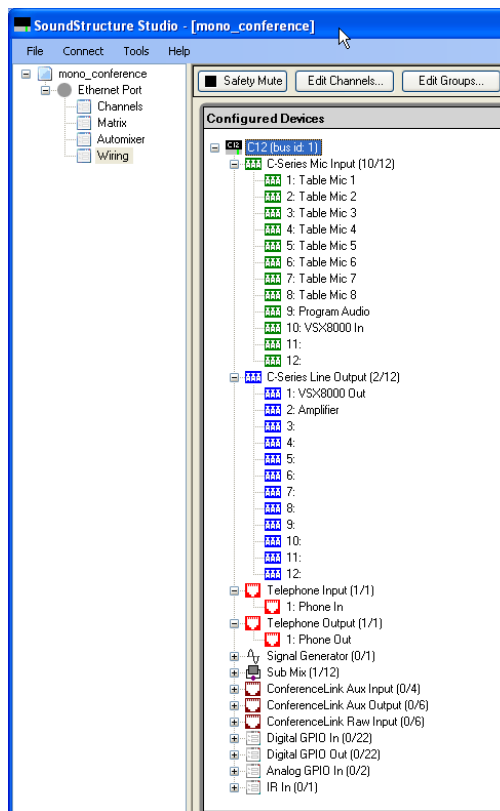 SoundStructure Studio - [mono_conference]
File Connect Tools Help
mono_conference
Ethernet Port
Channels
Matrix
Automixer
Wiring
Safety Mute Edit Channels... Edit Groups...
Configured Devices
C12 C12 (bus id: 1)
C-Series Mic Input (10/12)
1: Table Mic 1
2: Table Mic 2
3: Table Mic 3
4: Table Mic 4
5: Table Mic 5
6: Table Mic 6
7: Table Mic 7
8: Table Mic 8
9: Program Audio
10: VSX8000 In
11:
12:
C-Series Line Output (2/12)
1: VSX8000 Out
2: Amplifier
3:
4:
5:
6:
7:
8:
9:
10:
11:
12:
Telephone Input (1/1)
1: Phone In
Telephone Output (1/1)
1: Phone Out
Signal Generator (0/1)
Sub Mix (1/12)
ConferenceLink Aux Input (0/4)
ConferenceLink Aux Output (0/6)
ConferenceLink Raw Input (0/6)
Digital GPIO In (0/22)
Digital GPIO Out (0/22)
Analog GPIO In (0/2)
IR In (0/1)